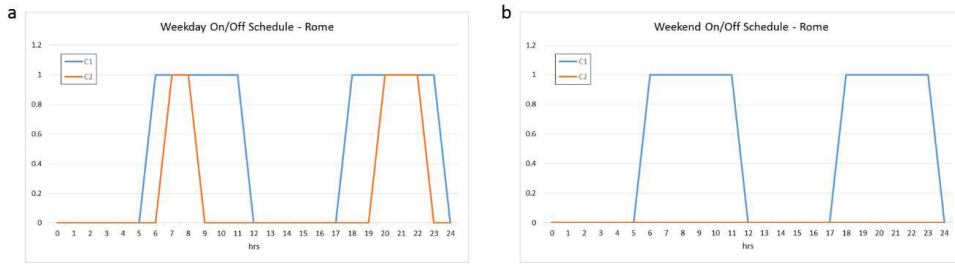 a
Weekday On/Off Schedule - Rome
1.2
C1
C2
1
0.8
0.6
0.4
0.2
0
0 1 2 3 4 5 6 7 8 9 10 11 12 13 14 15 16 17 18 19 20 21 22 23 24
hrs
b
Weekend On/Off Schedule - Rome
1.2
C1
C2
1
0.8
0.6
0.4
0.2
0
0 1 2 3 4 5 6 7 8 9 10 11 12 13 14 15 16 17 18 19 20 21 22 23 24
hrs